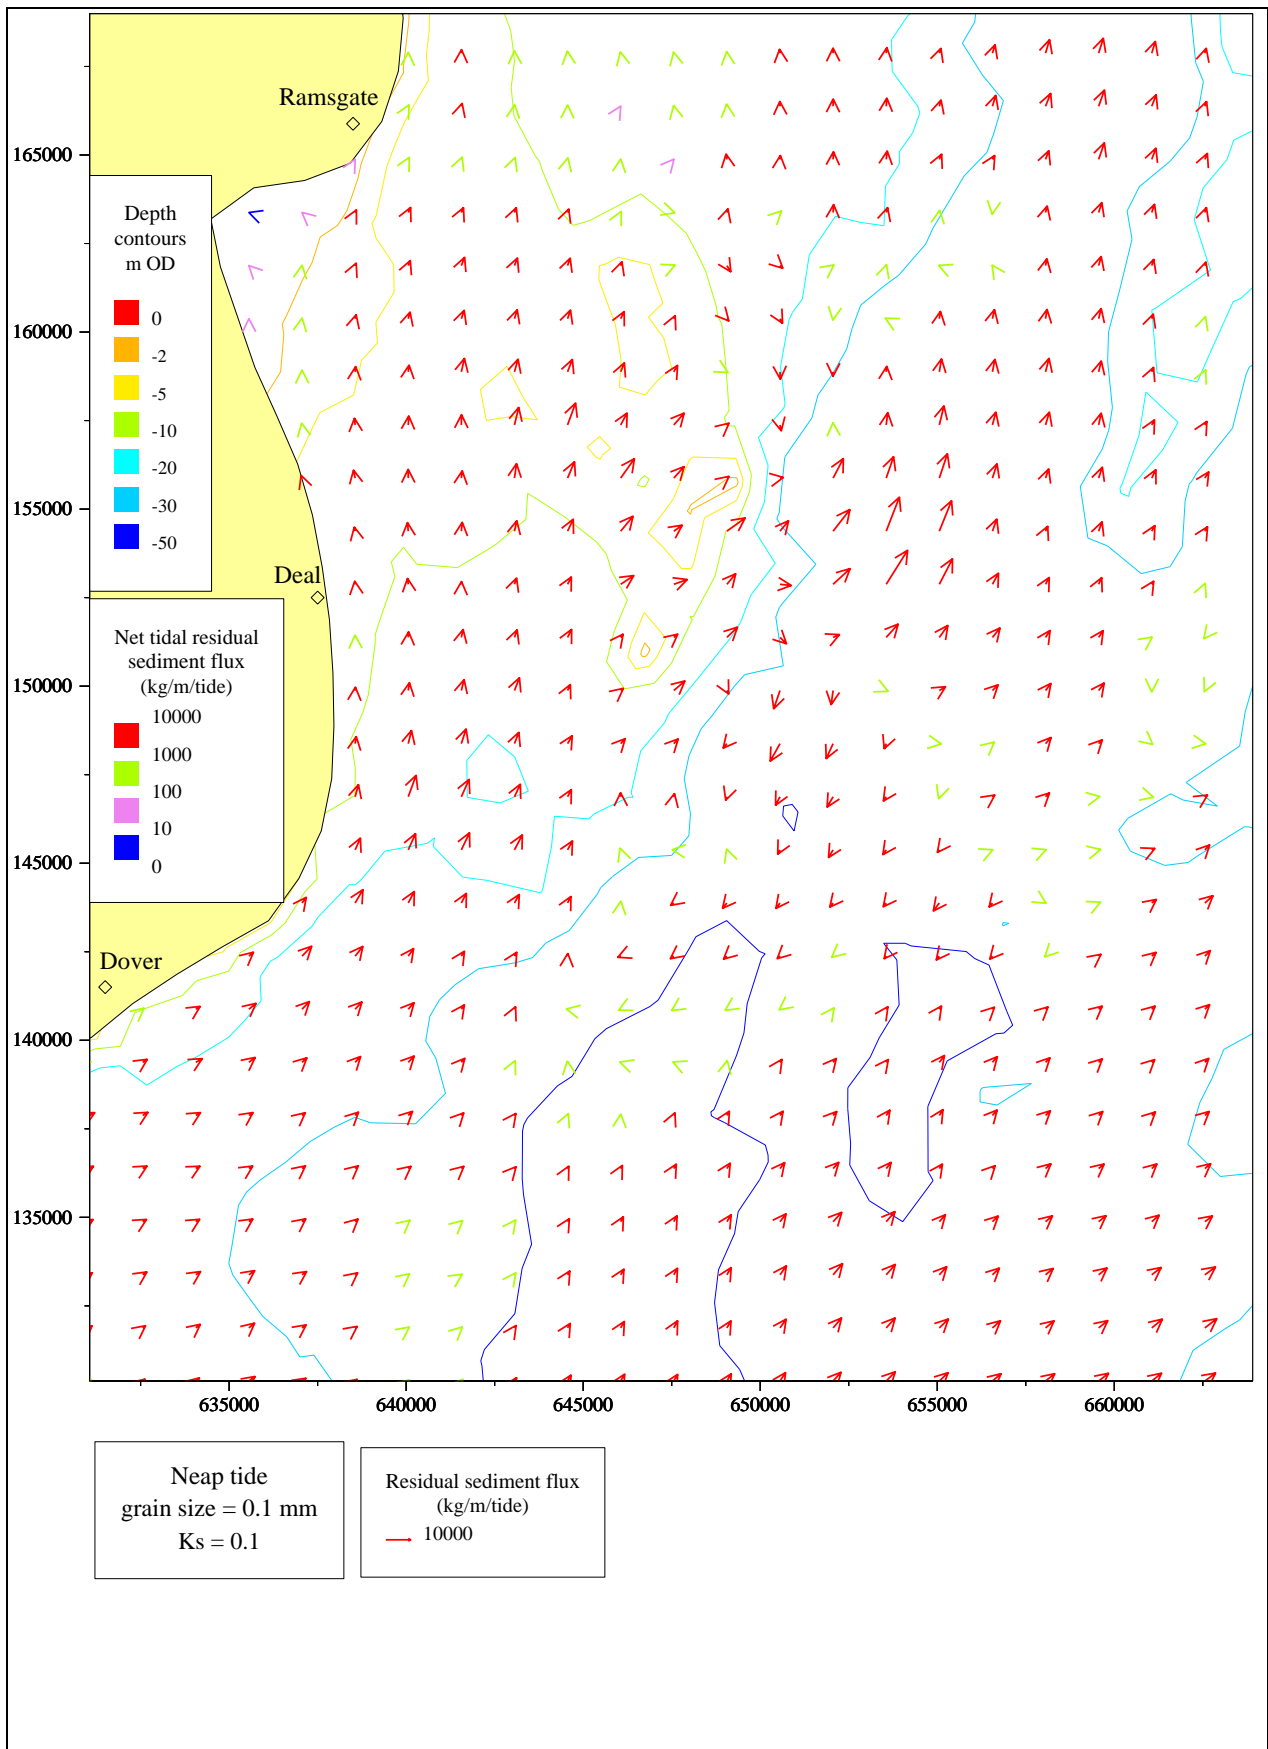 Ramsgate
165000
Depth
contours
m OD
0
-2
-5
-10
-20
-30
-50
160000
155000
Deal
Net tidal residual
sediment flux
(kg/m/tide)
10000
1000
100
10
0
150000
145000
Dover
140000
135000
635000 640000 645000 650000 655000 660000
Neap tide
grain size = 0.1 mm
Ks = 0.1
Residual sediment flux
(kg/m/tide)
10000